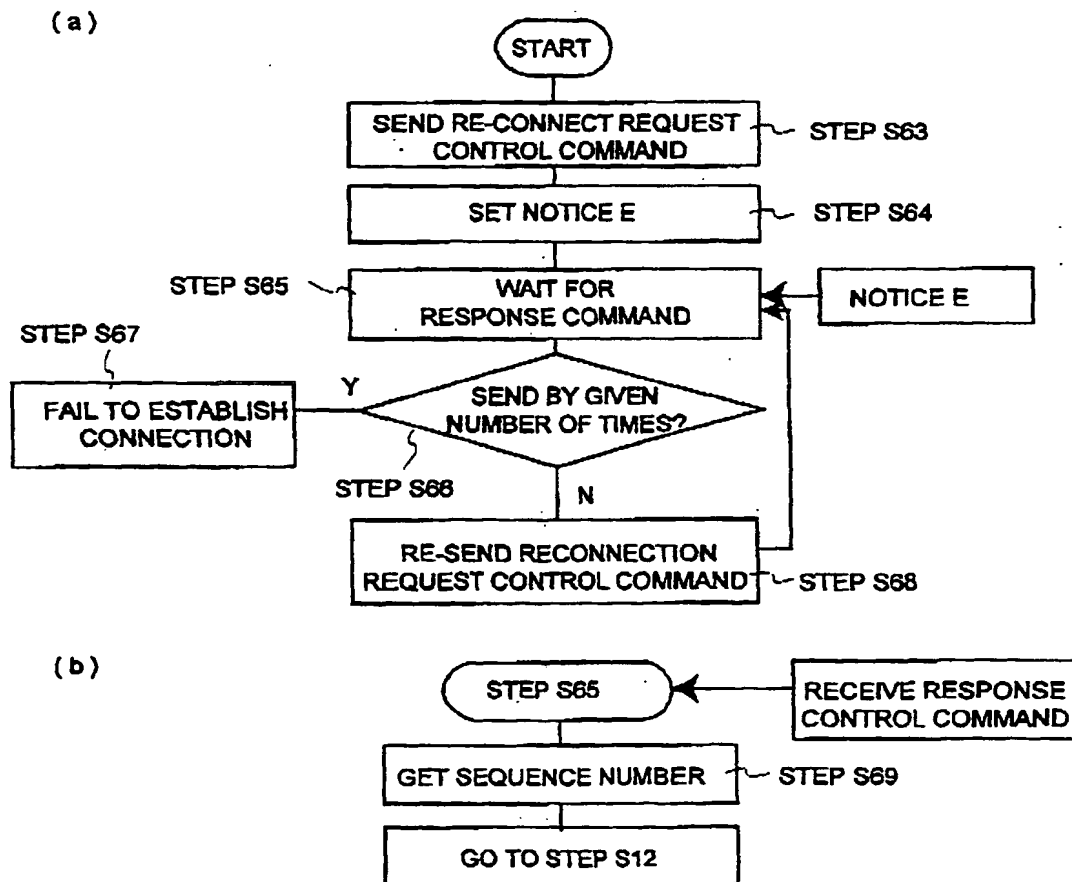 (a)
START
SEND RE-CONNECT REQUEST
CONTROL COMMAND
STEP S63
SET NOTICE E
STEP S64
STEP S65
WAIT FOR
RESPONSE COMMAND
NOTICE E
STEP S67
FAIL TO ESTABLISH
CONNECTION
Y
SEND BY GIVEN
NUMBER OF TIMES?
STEP S66
N
RE-SEND RECONNECTION
REQUEST CONTROL COMMAND
STEP S68
(b)
STEP S65
RECEIVE RESPONSE
CONTROL COMMAND
GET SEQUENCE NUMBER
STEP S69
GO TO STEP S12